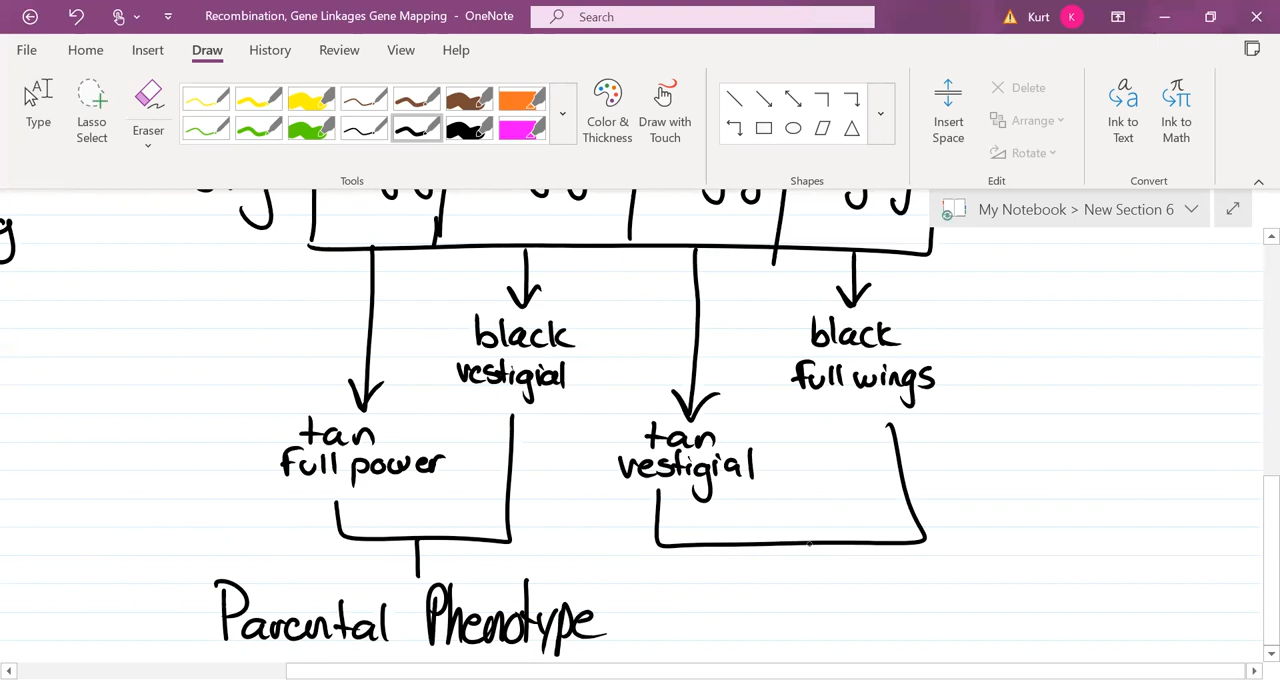 Recombination, Gene Linkages Gene Mapping - OneNote
Search
Kurt
K
File
Home
Insert
Draw
History
Review
View
Help
Type
Lasso Select
Eraser
Color & Thickness
Draw with Touch
Insert Space
Delete
Arrange
Rotate
Ink to Text
Ink to Math
Tools
Shapes
Edit
Convert
My Notebook > New Section 6
black
vestigial
black
full wings
tan
full power
tan
vestigial
Parental Phenotype